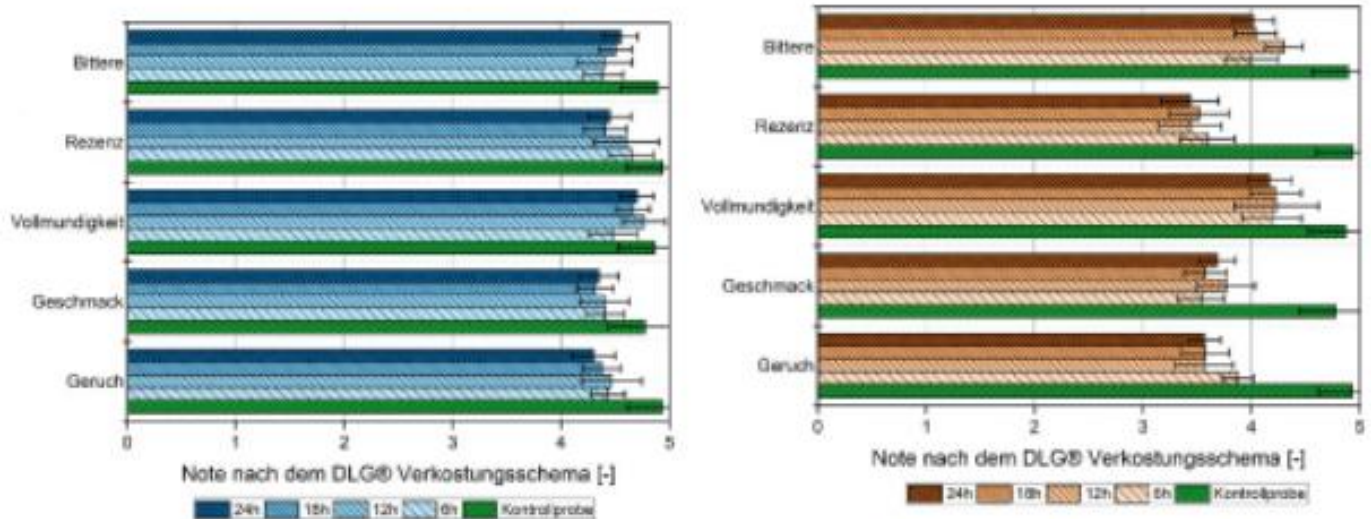 Bittere
Rezenz
Vollmundigkeit
Geschmack
Geruch
0 1 2 3 4 5
Note nach dem DLG® Verkostungsschema [-]
24h 18h 12h 6h Kontrollprobe
Bittere
Rezenz
Vollmundigkeit
Geschmack
Geruch
0 1 2 3 4 5
Note nach dem DLG® Verkostungsschema [-]
24h 18h 12h 6h Kontrollprobe